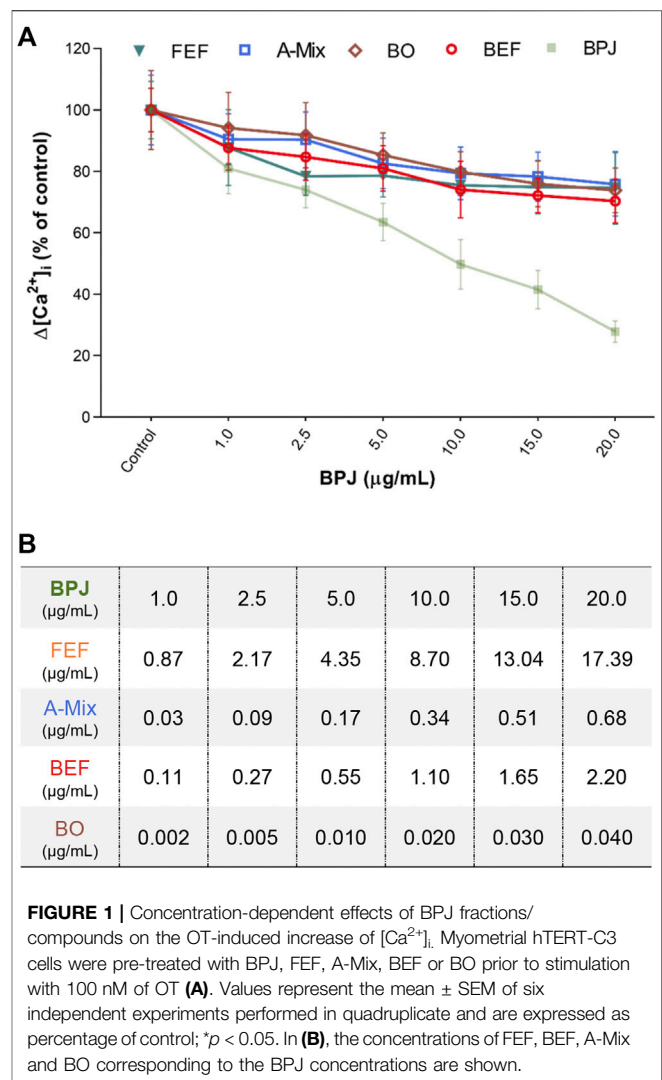 A
FEF A-Mix BO BEF BPJ
120
100
80
60
40
20
0
Δ[Ca²⁺]ᵢ (% of control)
Control 1.0 2.5 5.0 10.0 15.0 20.0
BPJ (μg/mL)
B
BPJ (μg/mL) 1.0 2.5 5.0 10.0 15.0 20.0
FEF (μg/mL) 0.87 2.17 4.35 8.70 13.04 17.39
A-Mix (μg/mL) 0.03 0.09 0.17 0.34 0.51 0.68
BEF (μg/mL) 0.11 0.27 0.55 1.10 1.65 2.20
BO (μg/mL) 0.002 0.005 0.010 0.020 0.030 0.040
FIGURE 1 | Concentration-dependent effects of BPJ fractions/
compounds on the OT-induced increase of [Ca²⁺]ᵢ. Myometrial hTERT-C3
cells were pre-treated with BPJ, FEF, A-Mix, BEF or BO prior to stimulation
with 100 nM of OT (A). Values represent the mean ± SEM of six
independent experiments performed in quadruplicate and are expressed as
percentage of control; *p < 0.05. In (B), the concentrations of FEF, BEF, A-Mix
and BO corresponding to the BPJ concentrations are shown.